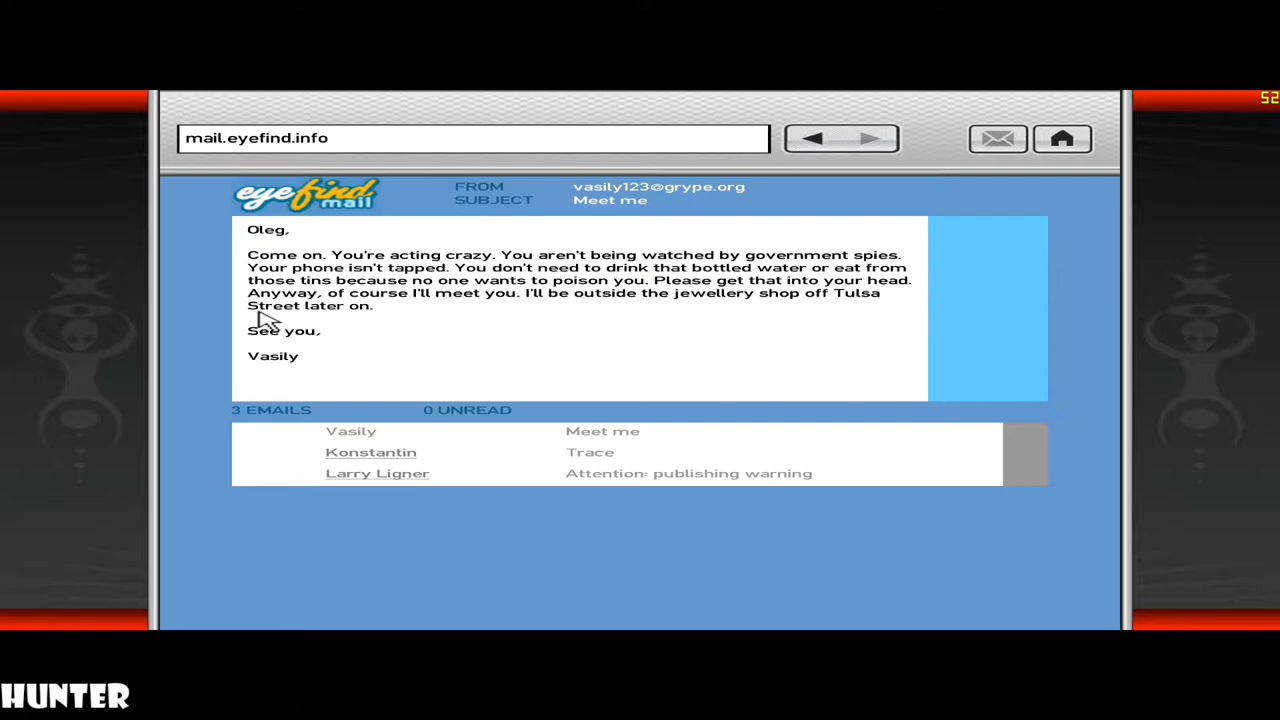 52
mail.eyefind.info
eyefind mail
FROM vasily123@grype.org
SUBJECT Meet me
Oleg,
Come on. You're acting crazy. You aren't being watched by government spies.
Your phone isn't tapped. You don't need to drink that bottled water or eat from
those tins because no one wants to poison you. Please get that into your head.
Anyway, of course I'll meet you. I'll be outside the jewellery shop off Tulsa
Street later on.
See you,
Vasily
3 EMAILS 0 UNREAD
Vasily Meet me
Konstantin Trace
Larry Ligner Attention: publishing warning
HUNTER